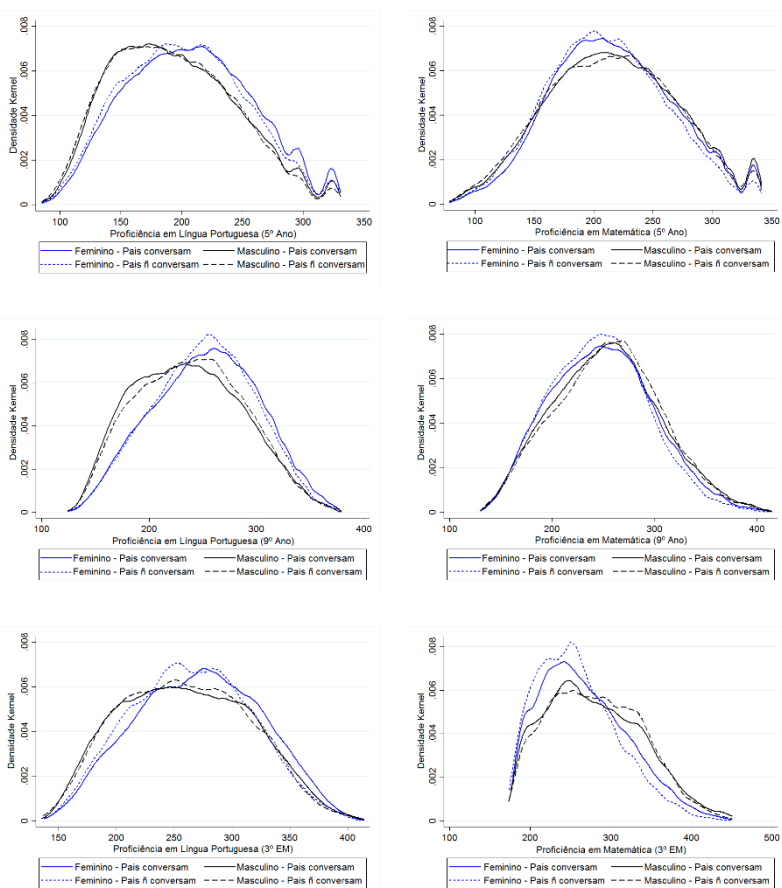 Densidade Kernel
0 .002 .004 .006 .008
100 150 200 250 300 350
Proficiência em Língua Portuguesa (5º Ano)
Feminino - Pais conversam Masculino - Pais conversam
Feminino - Pais ñ conversam Masculino - Pais ñ conversam
Densidade Kernel
0 .002 .004 .006 .008
100 150 200 250 300 350
Proficiência em Matemática (5º Ano)
Feminino - Pais conversam Masculino - Pais conversam
Feminino - Pais ñ conversam Masculino - Pais ñ conversam
Densidade Kernel
0 .002 .004 .006 .008
100 200 300 400
Proficiência em Língua Portuguesa (9º Ano)
Feminino - Pais conversam Masculino - Pais conversam
Feminino - Pais ñ conversam Masculino - Pais ñ conversam
Densidade Kernel
0 .002 .004 .006 .008
100 200 300 400
Proficiência em Matemática (9º Ano)
Feminino - Pais conversam Masculino - Pais conversam
Feminino - Pais ñ conversam Masculino - Pais ñ conversam
Densidade Kernel
0 .002 .004 .006 .008
150 200 250 300 350 400
Proficiência em Língua Portuguesa (3º EM)
Feminino - Pais conversam Masculino - Pais conversam
Feminino - Pais ñ conversam Masculino - Pais ñ conversam
Densidade Kernel
0 .002 .004 .006 .008
100 200 300 400 500
Proficiência em Matemática (3º EM)
Feminino - Pais conversam Masculino - Pais conversam
Feminino - Pais ñ conversam Masculino - Pais ñ conversam